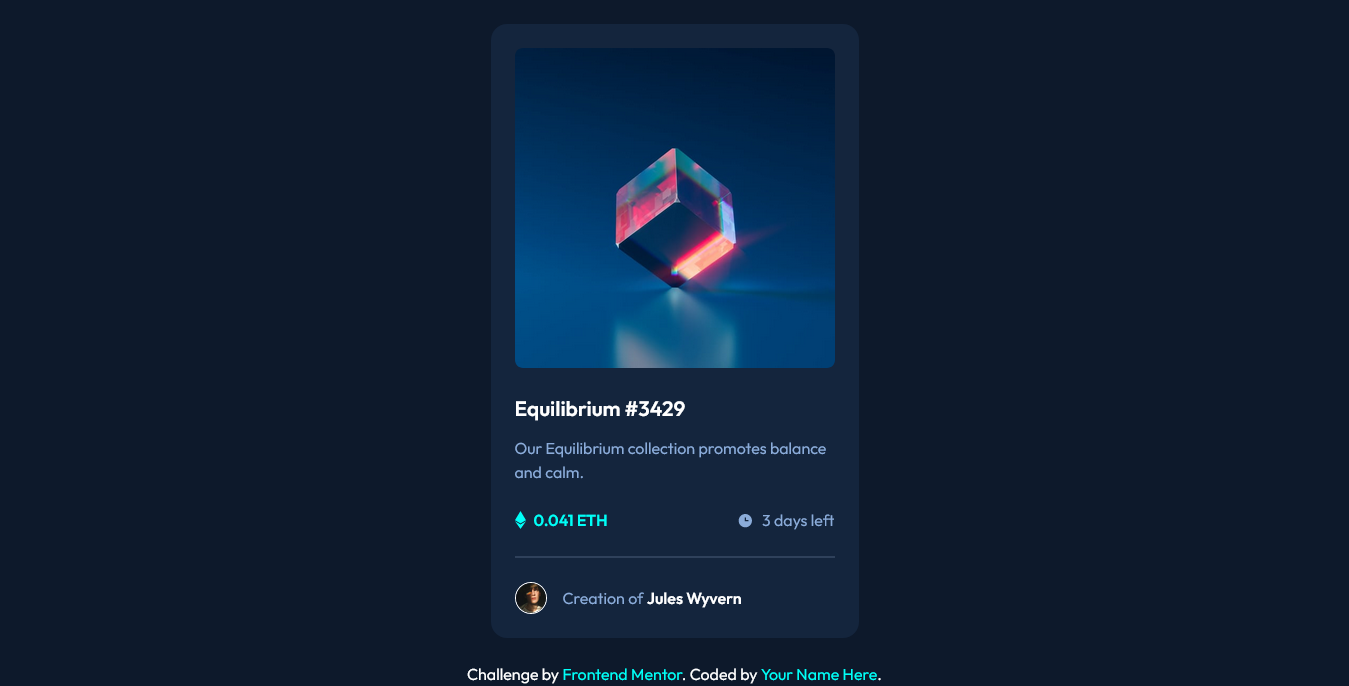 Equilibrium #3429
Our Equilibrium collection promotes balance
and calm.
0.041 ETH
3 days left
Creation of Jules Wyvern
Challenge by Frontend Mentor. Coded by Your Name Here.